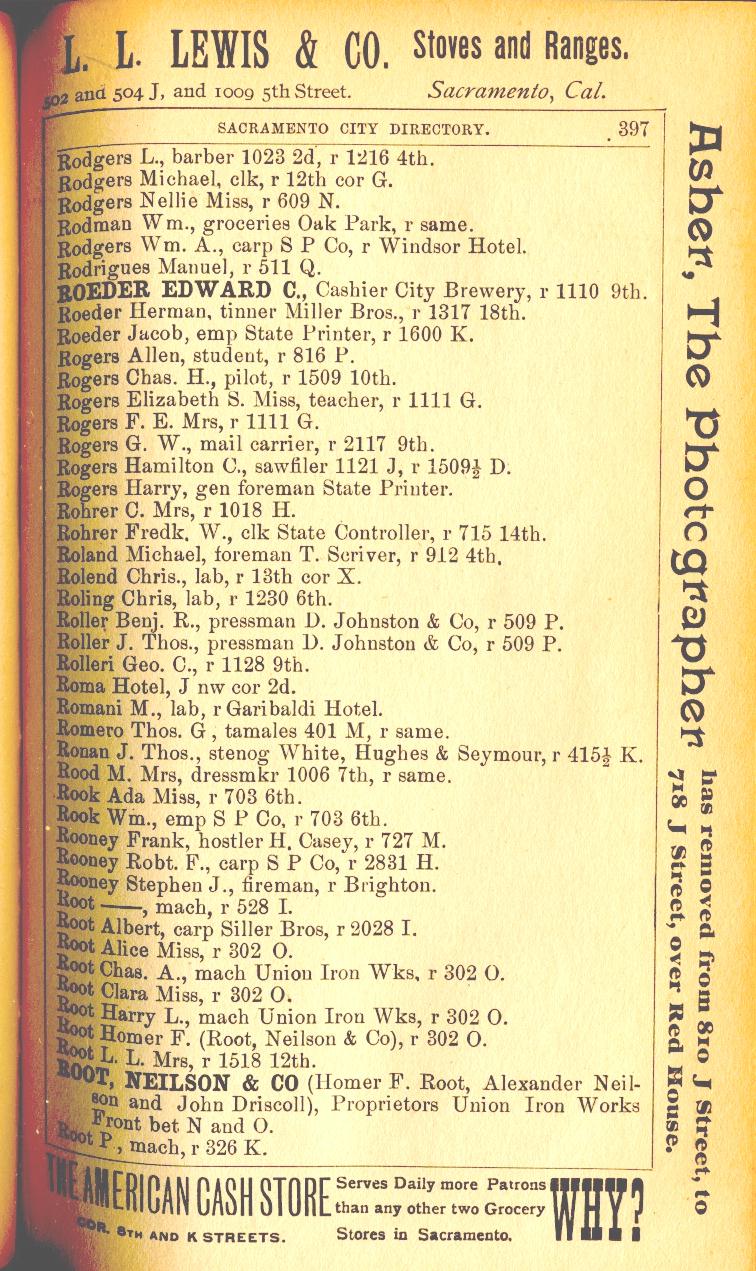 L. L. LEWIS & CO. Stoves and Ranges.
502 and 504 J, and 1009 5th Street. Sacramento, Cal.
SACRAMENTO CITY DIRECTORY. 397
Rodgers L., barber 1023 2d, r 1216 4th.
Rodgers Michael, clk, r 12th cor G.
Rodgers Nellie Miss, r 609 N.
Rodman Wm., groceries Oak Park, r same.
Rodgers Wm. A., carp S P Co, r Windsor Hotel.
Rodrigues Manuel, r 511 Q.
ROEDER EDWARD C., Cashier City Brewery, r 1110 9th.
Roeder Herman, tinner Miller Bros., r 1317 18th.
Roeder Jacob, emp State Printer, r 1600 K.
Rogers Allen, student, r 816 P.
Rogers Chas. H., pilot, r 1509 10th.
Rogers Elizabeth S. Miss, teacher, r 1111 G.
Rogers F. E. Mrs, r 1111 G.
Rogers G. W., mail carrier, r 2117 9th.
Rogers Hamilton C., sawfiler 1121 J, r 1509½ D.
Rogers Harry, gen foreman State Printer.
Rohrer C. Mrs, r 1018 H.
Rohrer Fredk. W., clk State Controller, r 715 14th.
Roland Michael, foreman T. Scriver, r 912 4th.
Rolend Chris., lab, r 13th cor X.
Roling Chris, lab, r 1230 6th.
Roller Benj. R., pressman D. Johnston & Co, r 509 P.
Roller J. Thos., pressman D. Johnston & Co, r 509 P.
Rolleri Geo. C., r 1128 9th.
Roma Hotel, J nw cor 2d.
Romani M., lab, r Garibaldi Hotel.
Romero Thos. G , tamales 401 M, r same.
Ronan J. Thos., stenog White, Hughes & Seymour, r 415½ K.
Rood M. Mrs, dressmkr 1006 7th, r same.
Rook Ada Miss, r 703 6th.
Rook Wm., emp S P Co, r 703 6th.
Rooney Frank, hostler H. Casey, r 727 M.
Rooney Robt. F., carp S P Co, r 2831 H.
Rooney Stephen J., fireman, r Brighton.
Root ——, mach, r 528 I.
Root Albert, carp Siller Bros, r 2028 I.
Root Alice Miss, r 302 O.
Root Chas. A., mach Union Iron Wks, r 302 O.
Root Clara Miss, r 302 O.
Root Harry L., mach Union Iron Wks, r 302 O.
Root Homer F. (Root, Neilson & Co), r 302 O.
Root L. L. Mrs, r 1518 12th.
ROOT, NEILSON & CO (Homer F. Root, Alexander Neil-
son and John Driscoll), Proprietors Union Iron Works
Front bet N and O.
Root P , mach, r 326 K.
THE AMERICAN CASH STORE
COR. 8TH AND K STREETS.
Serves Daily more Patrons
than any other two Grocery
Stores in Sacramento.
WHY?
Asher, The Photographer
has removed from 810 J Street, to
718 J Street, over Red House.